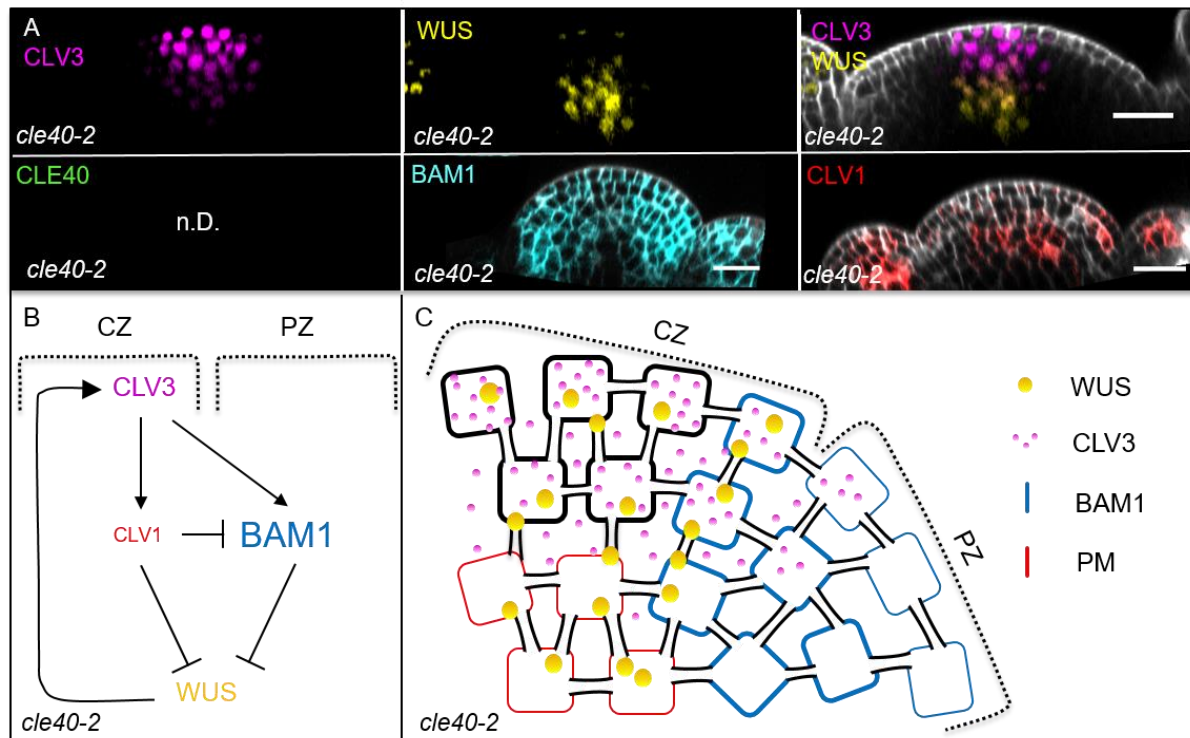 A
CLV3
cle40-2
WUS
cle40-2
CLV3
WUS
cle40-2
CLE40
n.D.
cle40-2
BAM1
cle40-2
CLV1
cle40-2
B
CZ
PZ
CLV3
CLV1
BAM1
WUS
cle40-2
C
CZ
PZ
WUS
CLV3
BAM1
PM
cle40-2